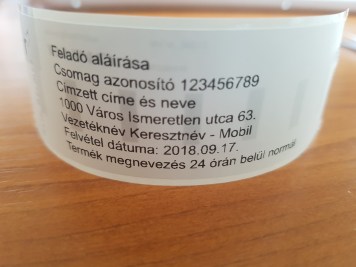 Feladó aláírása
Csomag azonosító 123456789
Címzett címe és neve
1000 Város Ismeretlen utca 63.
Vezetéknév Keresztnév - Mobil
Felvétel dátuma: 2018.09.17.
Termék megnevezés 24 órán belül normál